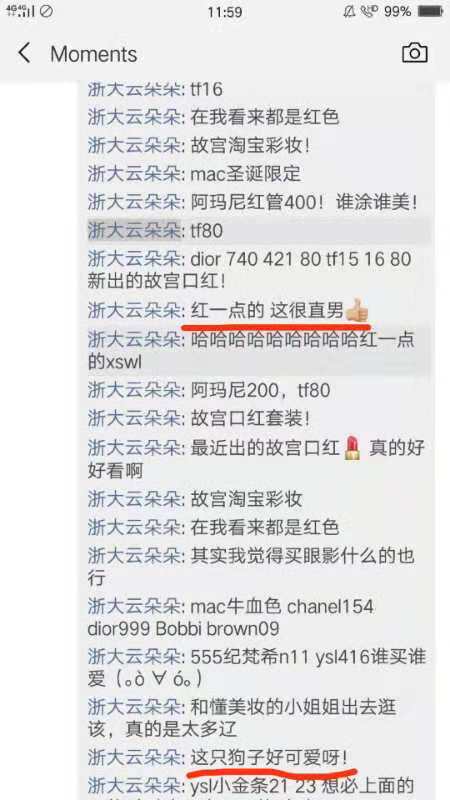 4G 4G
11:59
99%
Moments
浙大云朵朵: tf16
浙大云朵朵: 在我看来都是红色
浙大云朵朵: 故宫淘宝彩妆!
浙大云朵朵: mac圣诞限定
浙大云朵朵: 阿玛尼红管400！谁涂谁美！
浙大云朵朵: tf80
浙大云朵朵: dior 740 421 80 tf15 16 80
新出的故宫口红!
浙大云朵朵: 红一点的 这很直男👍🏼
浙大云朵朵: 哈哈哈哈哈哈哈哈哈红一点
的xswl
浙大云朵朵: 阿玛尼200，tf80
浙大云朵朵: 故宫口红套装!
浙大云朵朵: 最近出的故宫口红💄 真的好
好看啊
浙大云朵朵: 故宫淘宝彩妆
浙大云朵朵: 在我看来都是红色
浙大云朵朵: 其实我觉得买眼影什么的也
行
浙大云朵朵: mac牛血色 chanel154
dior999 Bobbi brown09
浙大云朵朵: 555纪梵希n11 ysl416谁买谁
爱 (｡ò ∀ ó｡)
浙大云朵朵: 和懂美妆的小姐姐出去逛
该，真的是太多辽
浙大云朵朵: 这只狗子好可爱呀!
浙大云朵朵: ysl小金条21 23 想必上面的